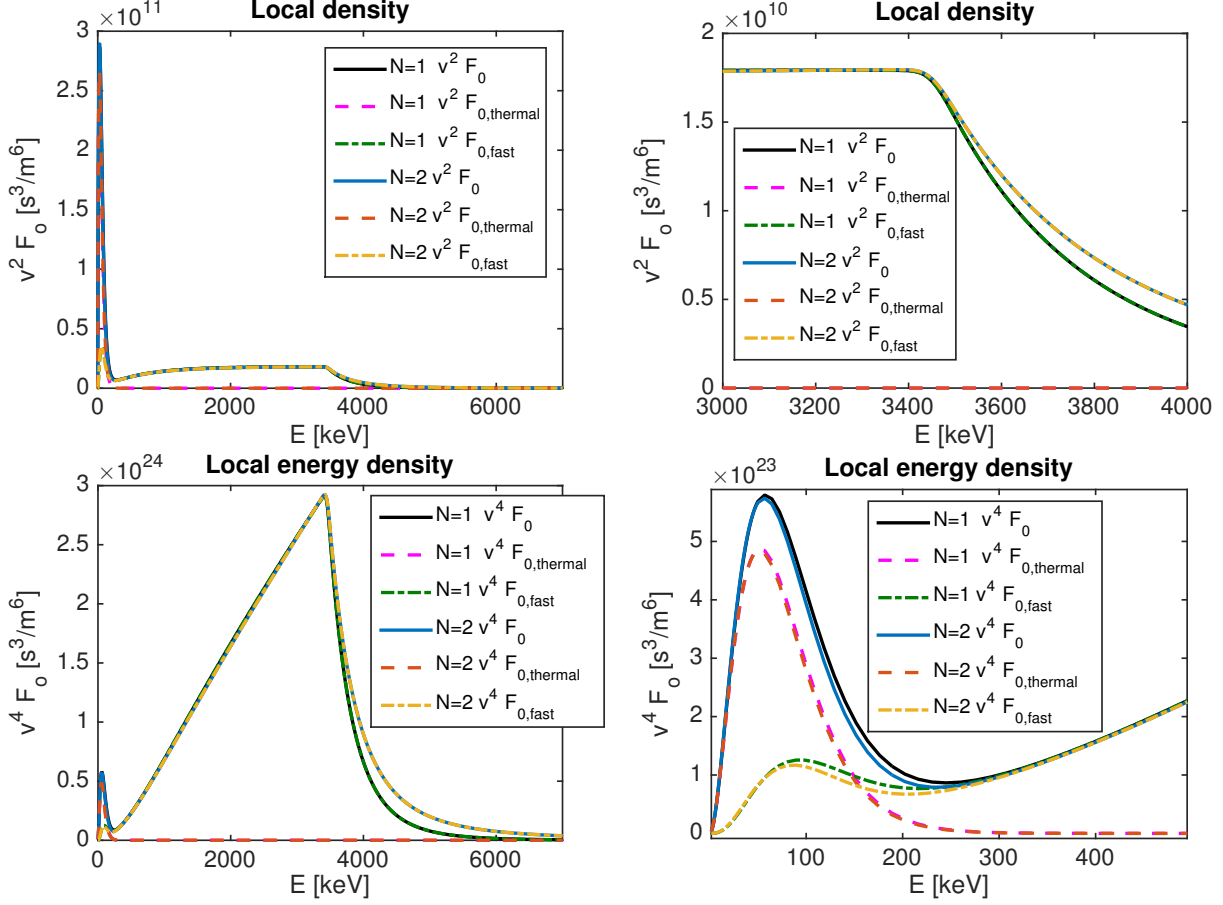 Local density
×10^11
v^2 F_o [s^3/m^6]
3
2.5
2
1.5
1
0.5
0
0 2000 4000 6000
E [keV]
N=1 v^2 F_0
N=1 v^2 F_0,thermal
N=1 v^2 F_0,fast
N=2 v^2 F_0
N=2 v^2 F_0,thermal
N=2 v^2 F_0,fast
Local density
×10^10
v^2 F_o [s^3/m^6]
2
1.5
1
0.5
0
3000 3200 3400 3600 3800 4000
E [keV]
N=1 v^2 F_0
N=1 v^2 F_0,thermal
N=1 v^2 F_0,fast
N=2 v^2 F_0
N=2 v^2 F_0,thermal
N=2 v^2 F_0,fast
Local energy density
×10^24
v^4 F_o [s^3/m^6]
3
2.5
2
1.5
1
0.5
0
0 2000 4000 6000
E [keV]
N=1 v^4 F_0
N=1 v^4 F_0,thermal
N=1 v^4 F_0,fast
N=2 v^4 F_0
N=2 v^4 F_0,thermal
N=2 v^4 F_0,fast
Local energy density
×10^23
v^4 F_o [s^3/m^6]
5
4
3
2
1
0
100 200 300 400
E [keV]
N=1 v^4 F_0
N=1 v^4 F_0,thermal
N=1 v^4 F_0,fast
N=2 v^4 F_0
N=2 v^4 F_0,thermal
N=2 v^4 F_0,fast